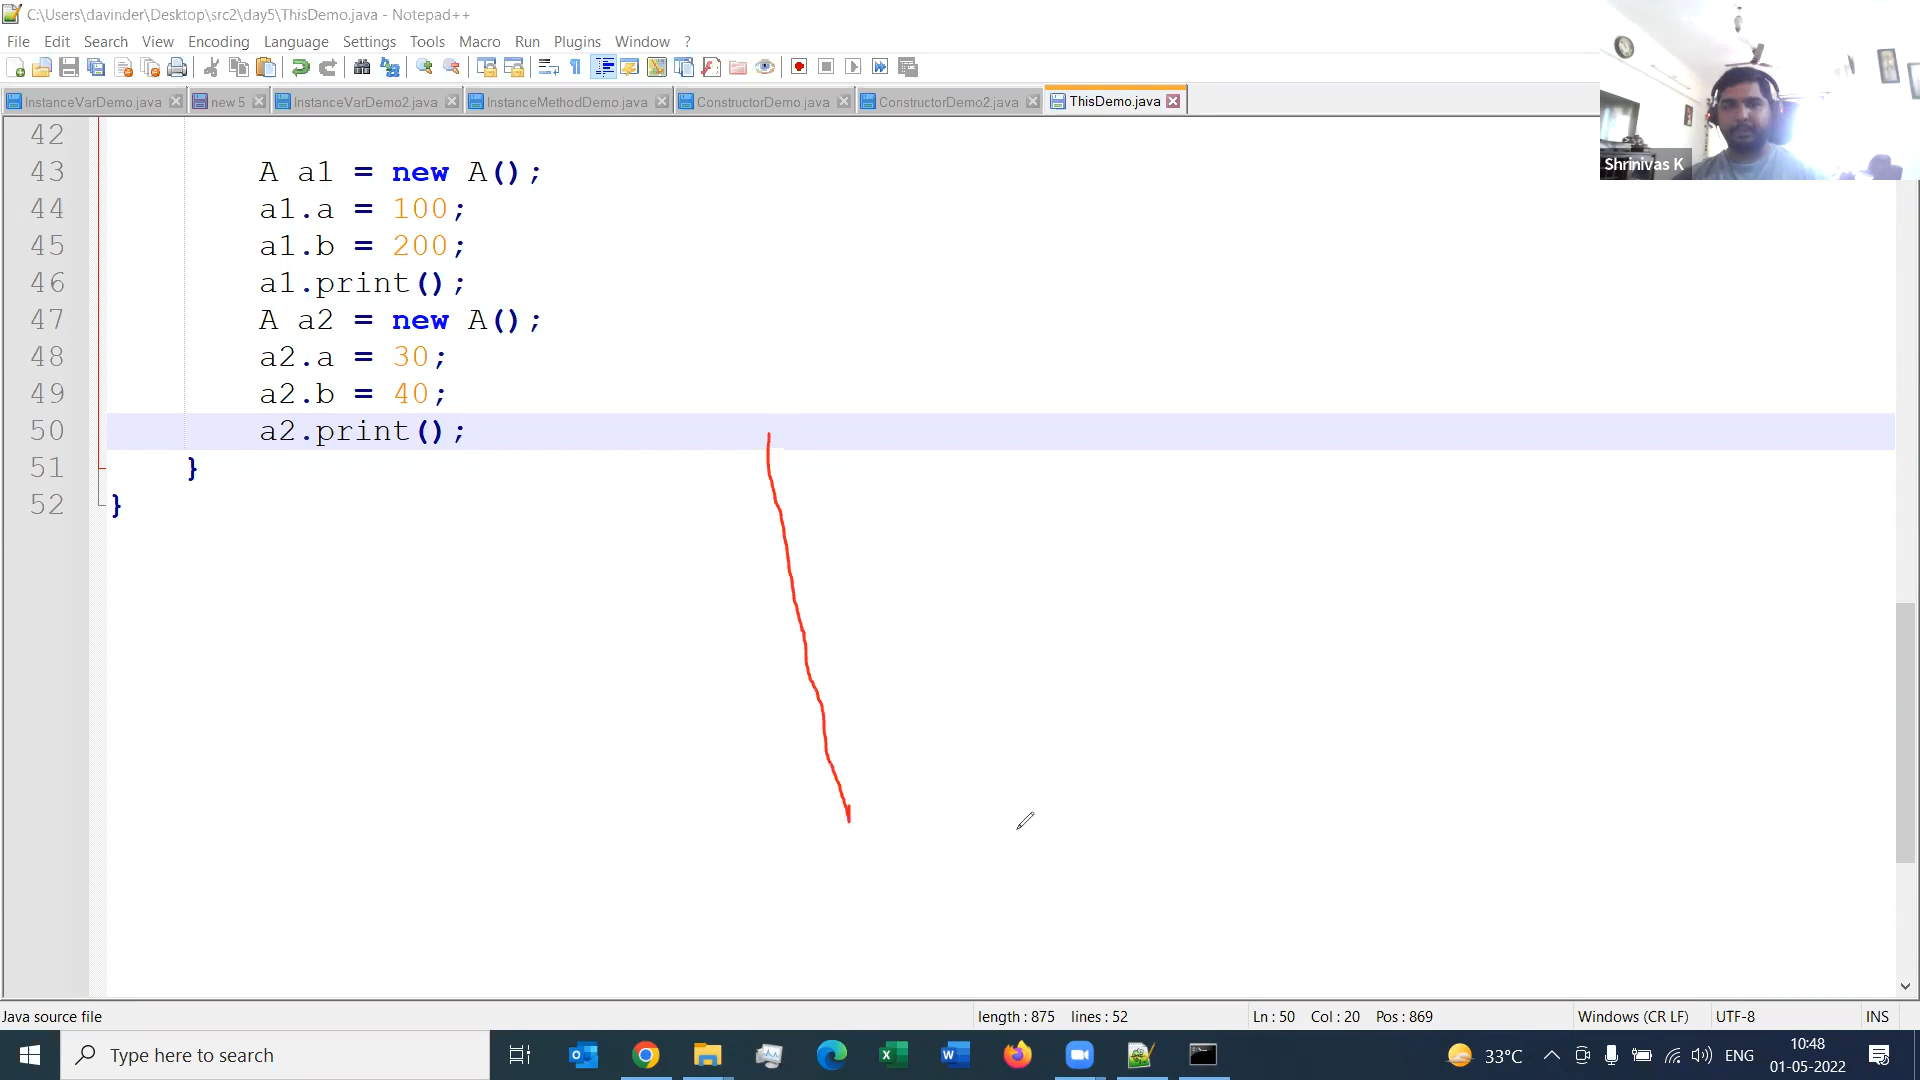 C:\Users\davinder\Desktop\src2\day5\ThisDemo.java - Notepad++
File Edit Search View Encoding Language Settings Tools Macro Run Plugins Window ?
InstanceVarDemo.java new 5 InstanceVarDemo2.java InstanceMethodDemo.java ConstructorDemo.java ConstructorDemo2.java ThisDemo.java
Shrinivas K
42
43 A a1 = new A();
44 a1.a = 100;
45 a1.b = 200;
46 a1.print();
47 A a2 = new A();
48 a2.a = 30;
49 a2.b = 40;
50 a2.print();
51 }
52 }
Java source file length : 875 lines : 52 Ln : 50 Col : 20 Pos : 869 Windows (CR LF) UTF-8 INS
Type here to search 33°C ENG 10:48
01-05-2022